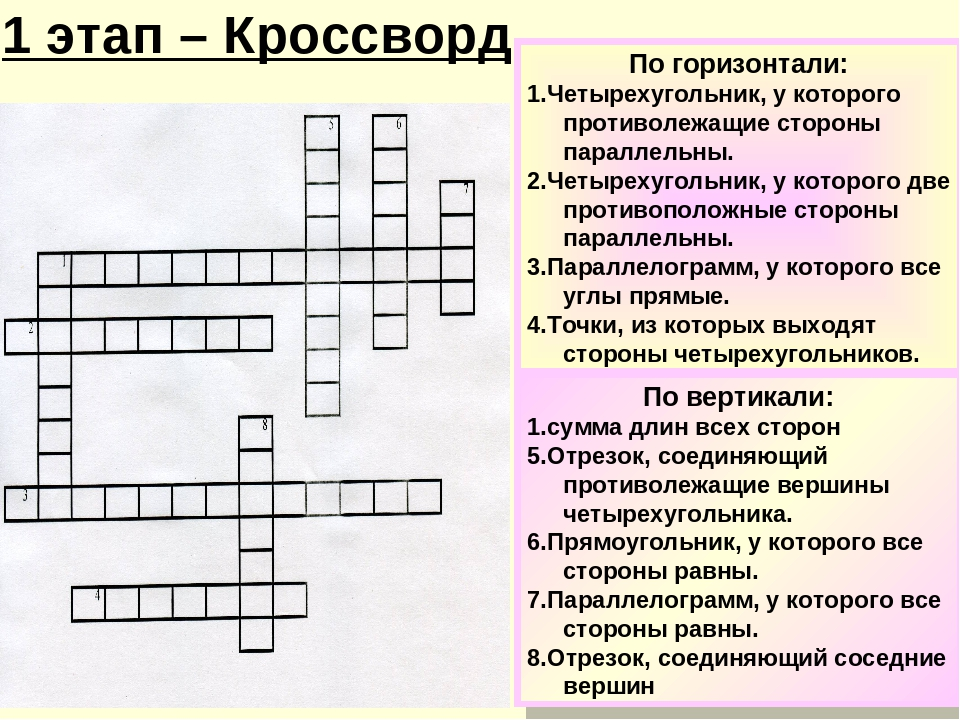 1 этап – Кроссворд
5
6
7
1
2
8
3
4
По горизонтали:
1.Четырехугольник, у которого
противолежащие стороны
параллельны.
2.Четырехугольник, у которого две
противоположные стороны
параллельны.
3.Параллелограмм, у которого все
углы прямые.
4.Точки, из которых выходят
стороны четырехугольников.
По вертикали:
1.сумма длин всех сторон
5.Отрезок, соединяющий
противолежащие вершины
четырехугольника.
6.Прямоугольник, у которого все
стороны равны.
7.Параллелограмм, у которого все
стороны равны.
8.Отрезок, соединяющий соседние
вершин